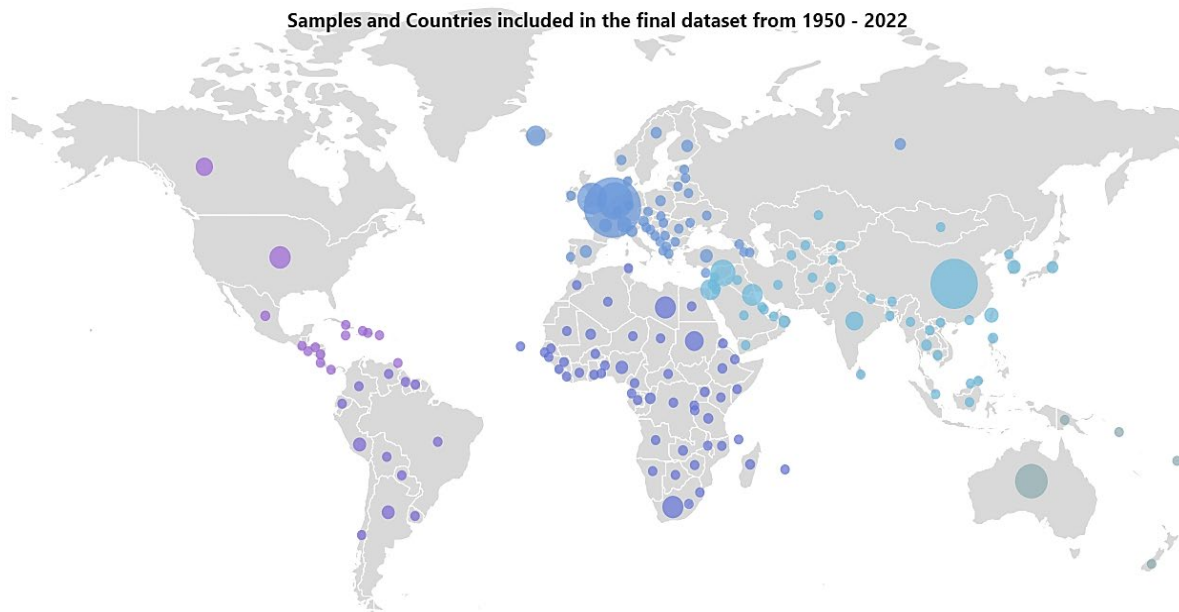 Samples and Countries included in the final dataset from 1950 - 2022